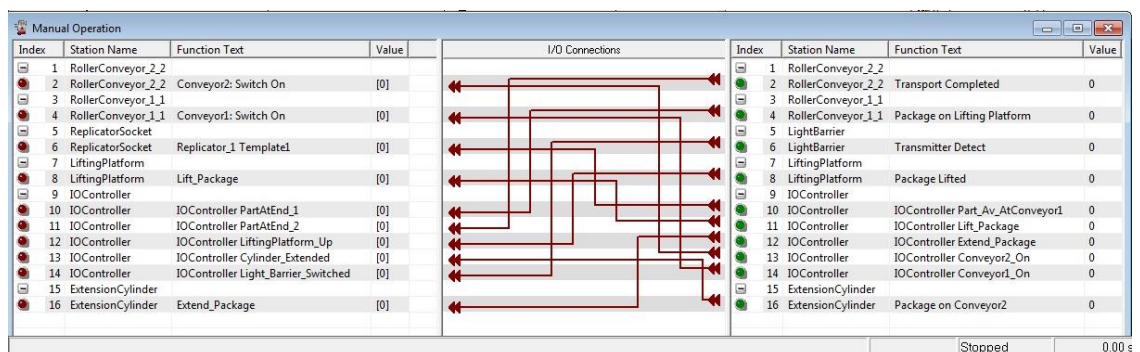 Manual Operation
Index Station Name Function Text Value I/O Connections Index Station Name Function Text Value
1 RollerConveyor_2_2 1 RollerConveyor_2_2
2 RollerConveyor_2_2 Conveyor2: Switch On [0] 2 RollerConveyor_2_2 Transport Completed 0
3 RollerConveyor_1_1 3 RollerConveyor_1_1
4 RollerConveyor_1_1 Conveyor1: Switch On [0] 4 RollerConveyor_1_1 Package on Lifting Platform 0
5 ReplicatorSocket 5 LightBarrier
6 ReplicatorSocket Replicator_1 Template1 [0] 6 LightBarrier Transmitter Detect 0
7 LiftingPlatform 7 LiftingPlatform
8 LiftingPlatform Lift_Package [0] 8 LiftingPlatform Package Lifted 0
9 IOController 9 IOController
10 IOController IOController PartAtEnd_1 [0] 10 IOController IOController Part_Av_AtConveyor1 0
11 IOController IOController PartAtEnd_2 [0] 11 IOController IOController Lift_Package 0
12 IOController IOController LiftingPlatform_Up [0] 12 IOController IOController Extend_Package 0
13 IOController IOController Cylinder_Extended [0] 13 IOController IOController Conveyor2_On 0
14 IOController IOController Light_Barrier_Switched [0] 14 IOController IOController Conveyor1_On 0
15 ExtensionCylinder 15 ExtensionCylinder
16 ExtensionCylinder Extend_Package [0] 16 ExtensionCylinder Package on Conveyor2 0
Stopped 0.00 s